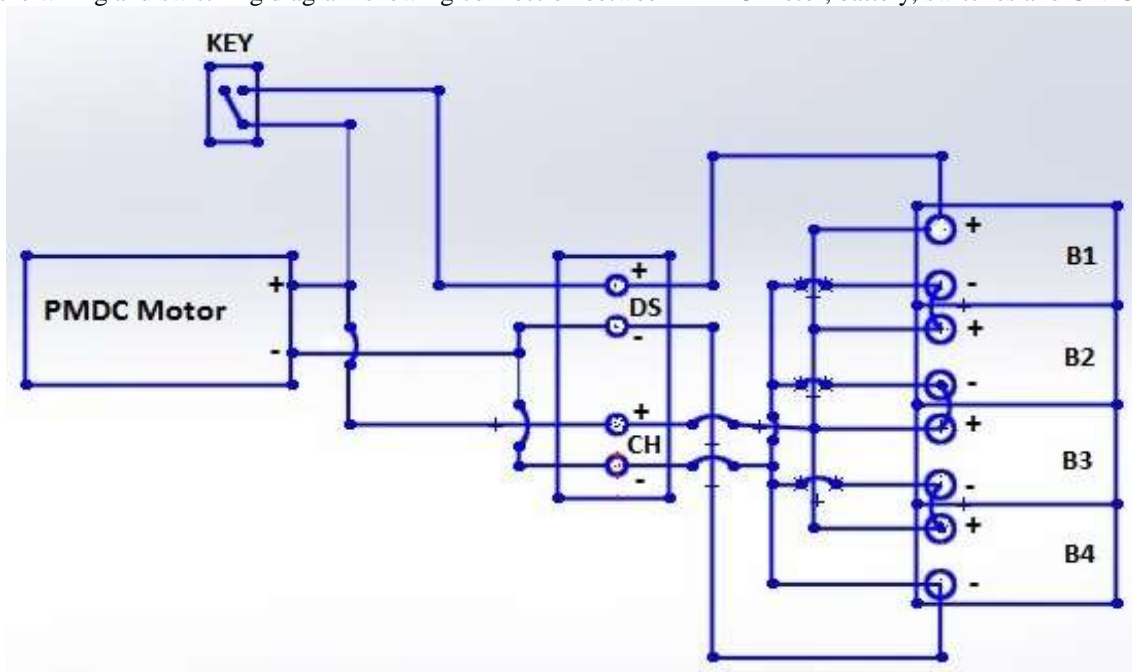 KEY
PMDC Motor
+
-
+
DS
-
+
CH
-
+
B1
-
+
B2
-
+
B3
-
+
B4
-